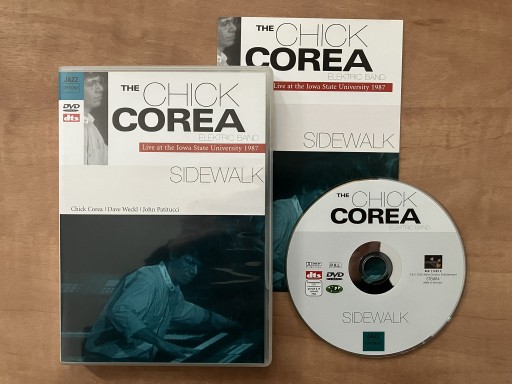 JAZZ
DVD
dts
THE CHICK
COREA
ELEKTRIC BAND
Live at the Iowa State University 1987
SIDEWALK
Chick Corea | Dave Weckl | John Patitucci
THE CHICK
COREA
ELEKTRIC BAND
Live at the Iowa State University 1987
SIDEWALK
THE CHICK
COREA
ELEKTRIC BAND
dts
DVD
SIDEWALK
JAZZ